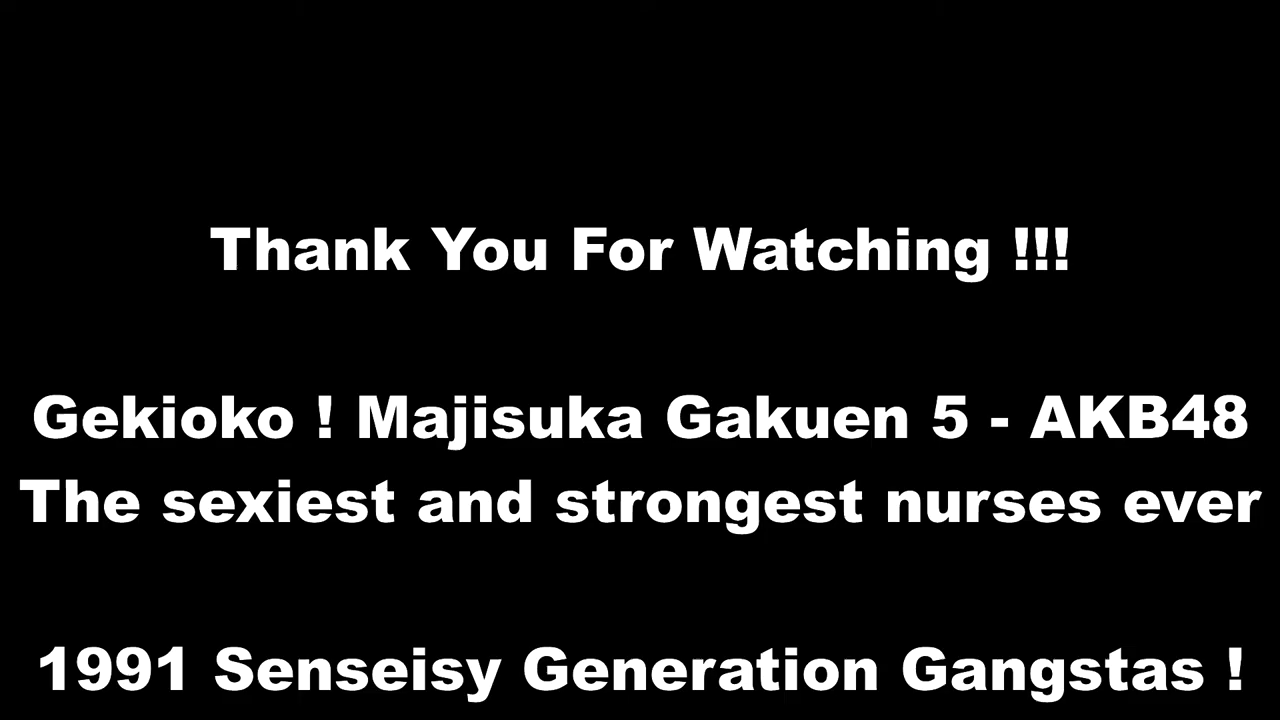 Thank You For Watching !!!
Gekioko ! Majisuka Gakuen 5 - AKB48
The sexiest and strongest nurses ever
1991 Senseisy Generation Gangstas !